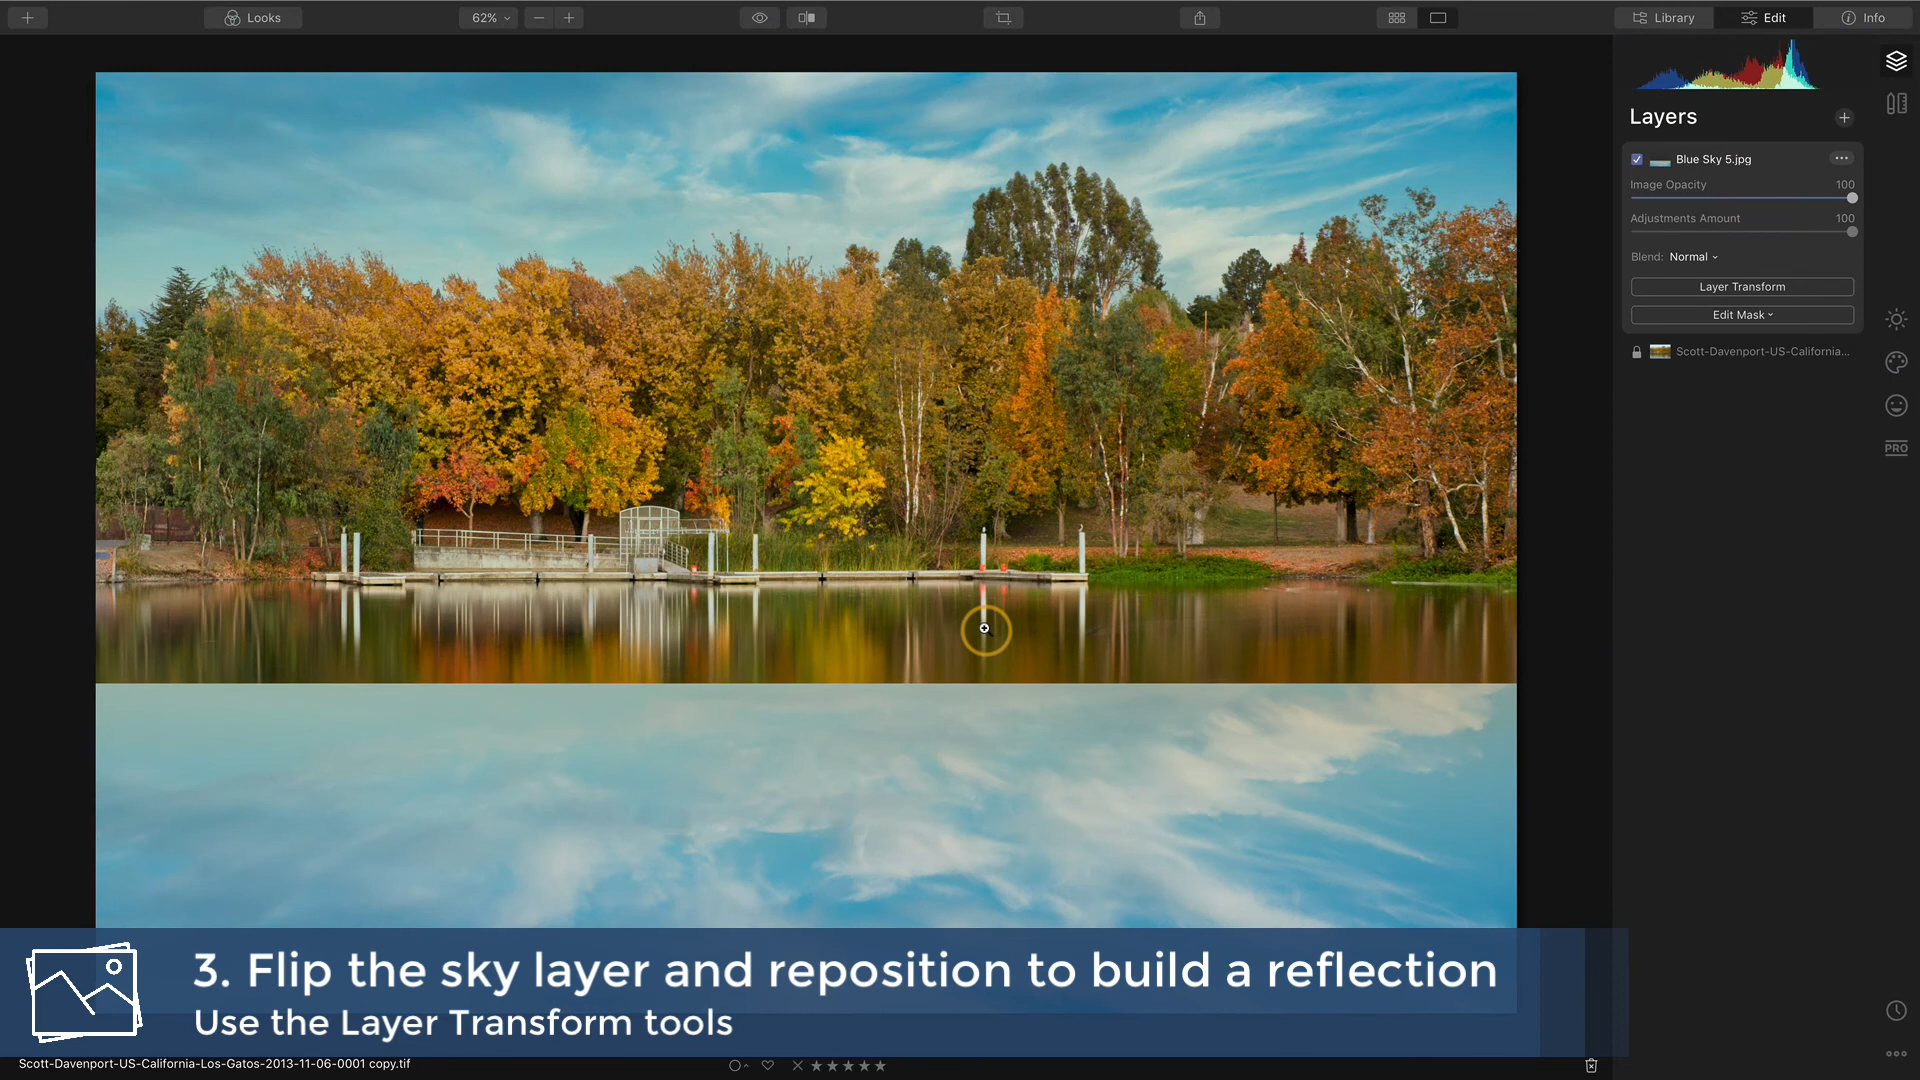 Looks
62%
Library
Edit
Info
Layers
Blue Sky 5.jpg
Image Opacity 100
Adjustments Amount 100
Blend: Normal
Layer Transform
Edit Mask
Scott-Davenport-US-California...
PRO
3. Flip the sky layer and reposition to build a reflection
Use the Layer Transform tools
Scott-Davenport-US-California-Los-Gatos-2013-11-06-0001 copy.tif